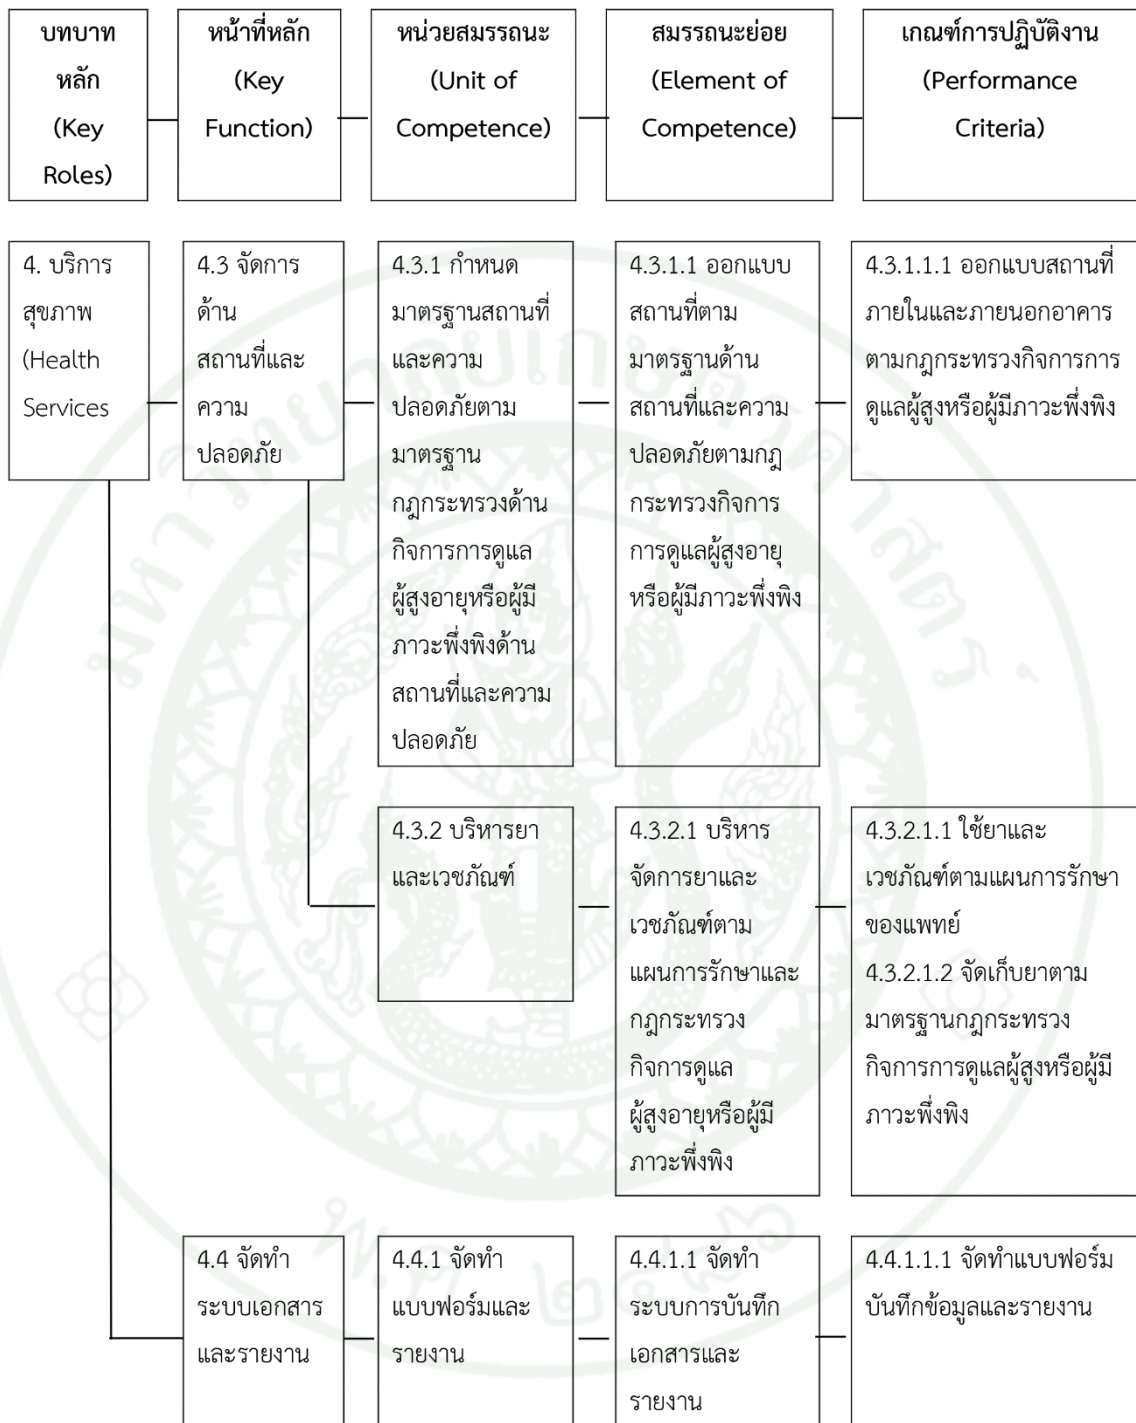 บทบาท
หลัก
(Key
Roles)
หน้าที่หลัก
(Key
Function)
หน่วยสมรรถนะ
(Unit of
Competence)
สมรรถนะย่อย
(Element of
Competence)
เกณฑ์การปฏิบัติงาน
(Performance
Criteria)
4. บริการ
สุขภาพ
(Health
Services
4.3 จัดการ
ด้าน
สถานที่และ
ความ
ปลอดภัย
4.3.1 กำหนด
มาตรฐานสถานที่
และความ
ปลอดภัยตาม
มาตรฐาน
กฎกระทรวงด้าน
กิจการการดูแล
ผู้สูงอายุหรือผู้มี
ภาวะพึ่งพิงด้าน
สถานที่และความ
ปลอดภัย
4.3.1.1 ออกแบบ
สถานที่ตาม
มาตรฐานด้าน
สถานที่และความ
ปลอดภัยตามกฎ
กระทรวงกิจการ
การดูแลผู้สูงอายุ
หรือผู้มีภาวะพึ่งพิง
4.3.1.1.1 ออกแบบสถานที่
ภายในและภายนอกอาคาร
ตามกฎกระทรวงกิจการการ
ดูแลผู้สูงหรือผู้มีภาวะพึ่งพิง
4.3.2 บริหารยา
และเวชภัณฑ์
4.3.2.1 บริหาร
จัดการยาและ
เวชภัณฑ์ตาม
แผนการรักษาและ
กฎกระทรวง
กิจการดูแล
ผู้สูงอายุหรือผู้มี
ภาวะพึ่งพิง
4.3.2.1.1 ใช้ยาและ
เวชภัณฑ์ตามแผนการรักษา
ของแพทย์
4.3.2.1.2 จัดเก็บยาตาม
มาตรฐานกฎกระทรวง
กิจการการดูแลผู้สูงหรือผู้มี
ภาวะพึ่งพิง
4.4 จัดทำ
ระบบเอกสาร
และรายงาน
4.4.1 จัดทำ
แบบฟอร์มและ
รายงาน
4.4.1.1 จัดทำ
ระบบการบันทึก
เอกสารและ
รายงาน
4.4.1.1.1 จัดทำแบบฟอร์ม
บันทึกข้อมูลและรายงาน
มหาวิทยาลัยเกษตรศาสตร์
พ.ศ. ๒๔๘๖